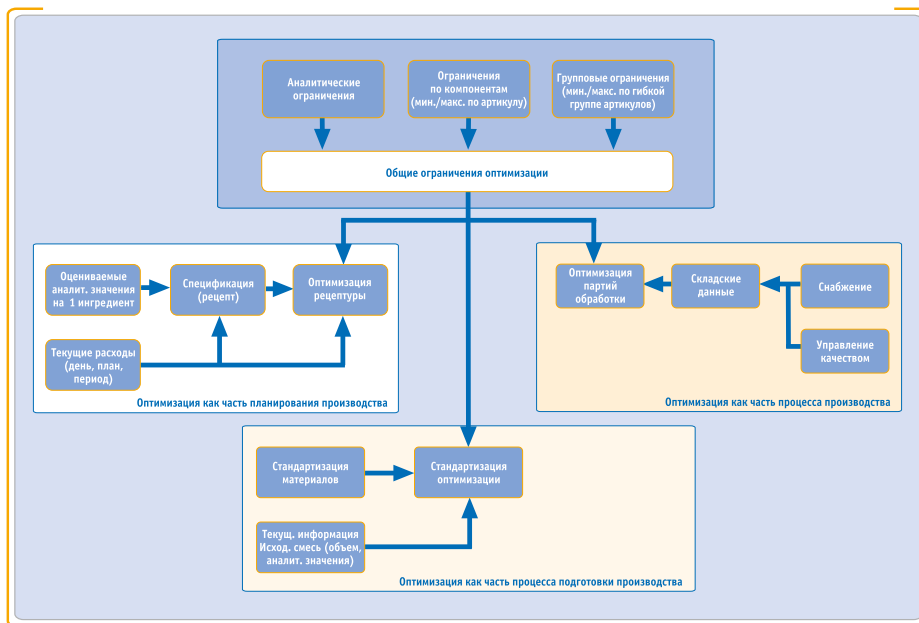 Аналитические
ограничения
Ограничения
по компонентам
(мин./макс. по артикулу)
Групповые ограничения
(мин./макс. по гибкой
группе артикулов)
Общие ограничения оптимизации
Оцениваемые
аналит. значения
на 1 ингредиент
Спецификация
(рецепт)
Оптимизация
рецептуры
Текущие расходы
(день, план,
период)
Оптимизация как часть планирования производства
Оптимизация
партий
обработки
Складские
данные
Снабжение
Управление
качеством
Оптимизация как часть процесса производства
Стандартизация
материалов
Стандартизация
оптимизации
Текущ. информация
Исход. смесь (объем,
аналит. значения)
Оптимизация как часть процесса подготовки производства